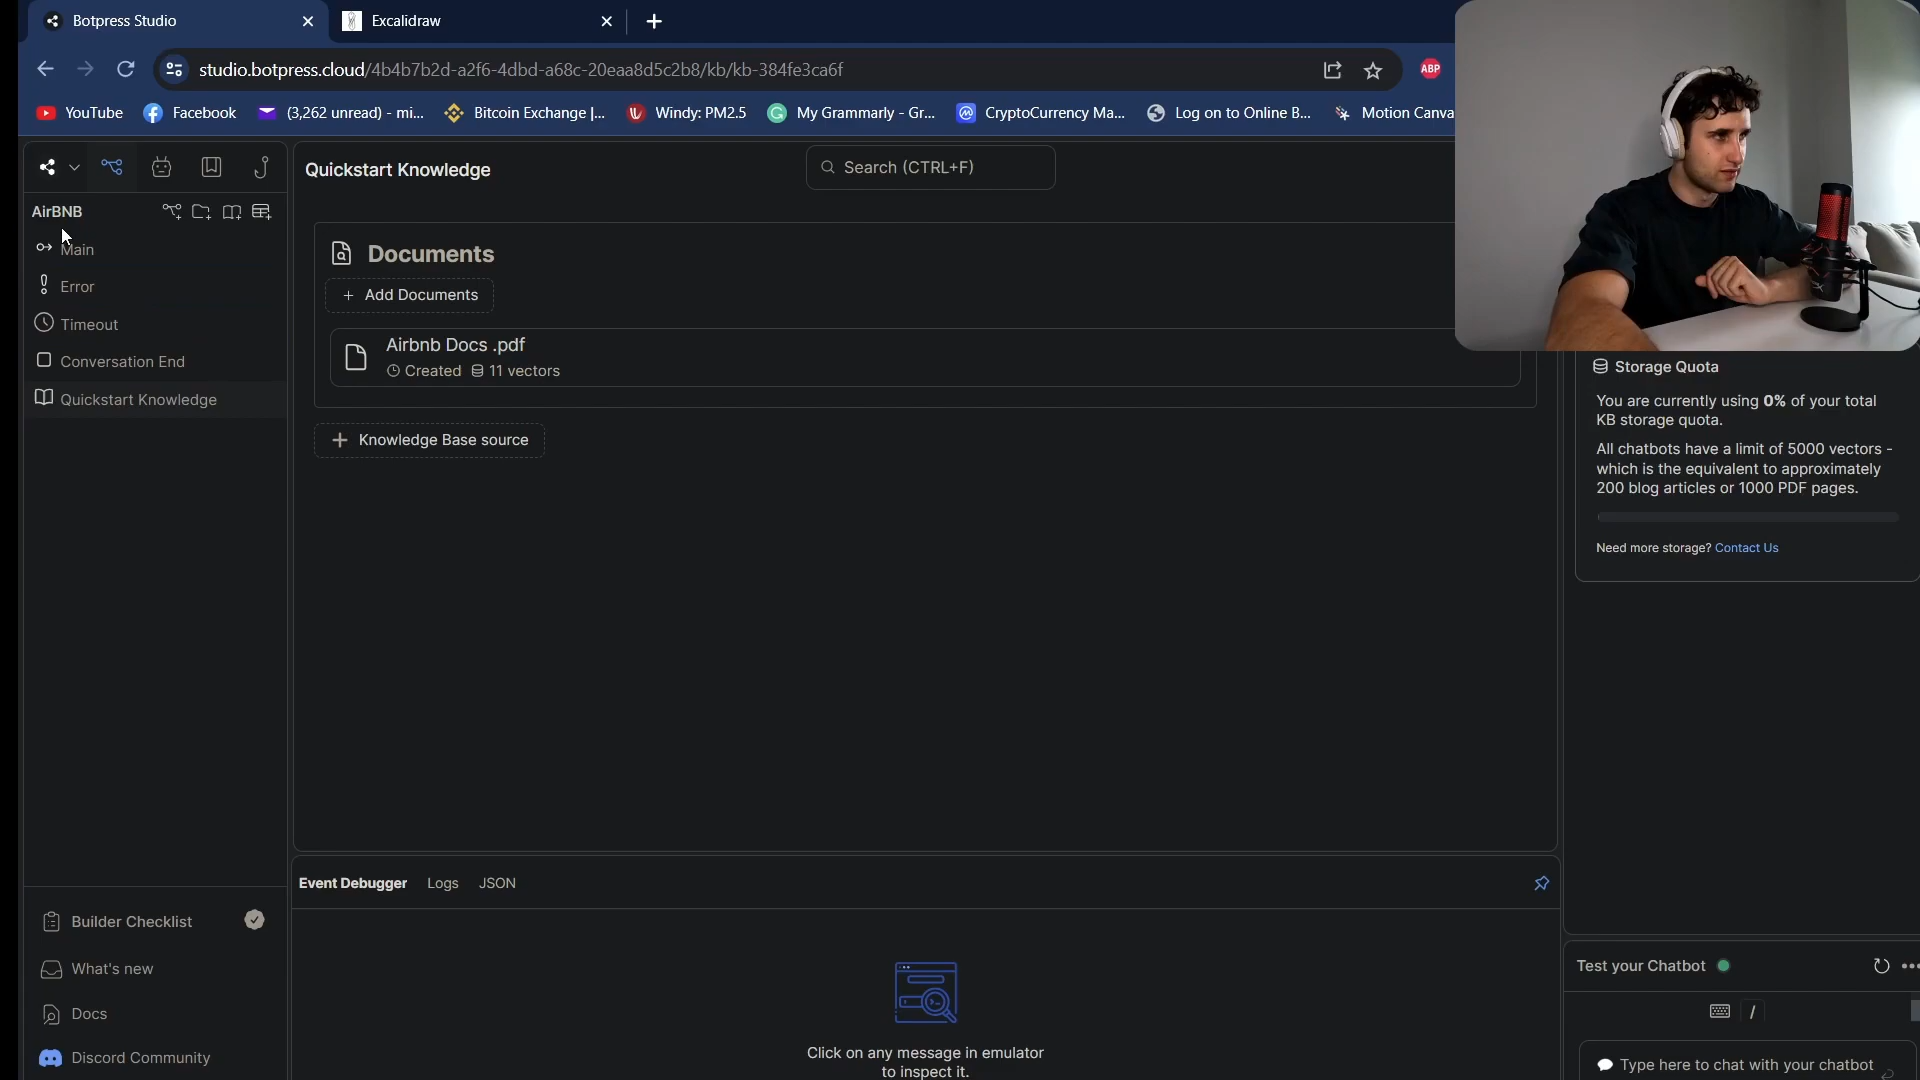 Botpress Studio
Excalidraw
studio.botpress.cloud/4b4b7b2d-a2f6-4dbd-a68c-20eaa8d5c2b8/kb/kb-384fe3ca6f
ABP
YouTube
Facebook
(3,262 unread) - mi...
Bitcoin Exchange |...
Windy: PM2.5
My Grammarly - Gr...
CryptoCurrency Ma...
Log on to Online B...
Motion Canva
Quickstart Knowledge
Search (CTRL+F)
AirBNB
Main
Error
Timeout
Conversation End
Quickstart Knowledge
Documents
+ Add Documents
Airbnb Docs .pdf
Created 11 vectors
+ Knowledge Base source
Storage Quota
You are currently using 0% of your total
KB storage quota.
All chatbots have a limit of 5000 vectors -
which is the equivalent to approximately
200 blog articles or 1000 PDF pages.
Need more storage? Contact Us
Event Debugger Logs JSON
Builder Checklist
What's new
Docs
Discord Community
Click on any message in emulator
to inspect it.
Test your Chatbot
/
Type here to chat with your chatbot